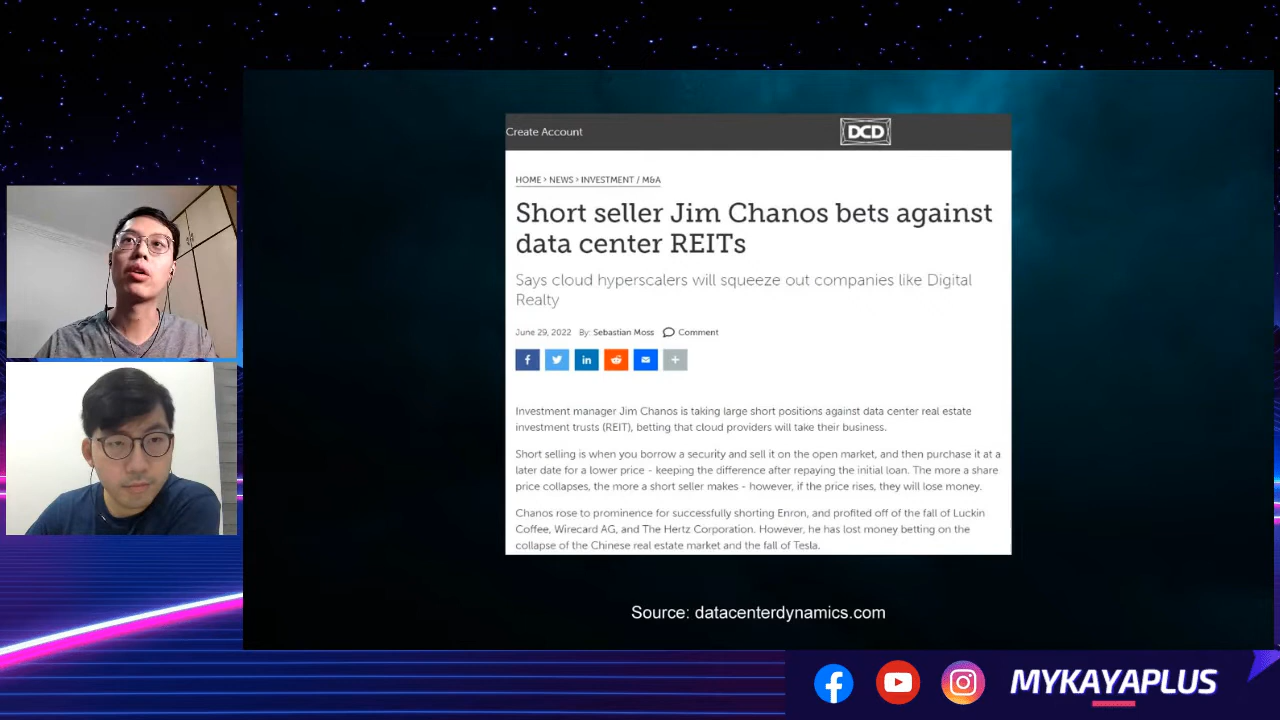 Create Account
DCD
HOME > NEWS > INVESTMENT / M&A
Short seller Jim Chanos bets against
data center REITs
Says cloud hyperscalers will squeeze out companies like Digital
Realty
June 29, 2022 By: Sebastian Moss Comment
Investment manager Jim Chanos is taking large short positions against data center real estate
investment trusts (REIT), betting that cloud providers will take their business.
Short selling is when you borrow a security and sell it on the open market, and then purchase it at a
later date for a lower price - keeping the difference after repaying the initial loan. The more a share
price collapses, the more a short seller makes - however, if the price rises, they will lose money.
Chanos rose to prominence for successfully shorting Enron, and profited off of the fall of Luckin
Coffee, Wirecard AG, and The Hertz Corporation. However, he has lost money betting on the
collapse of the Chinese real estate market and the fall of Tesla.
Source: datacenterdynamics.com
MYKAYAPLUS